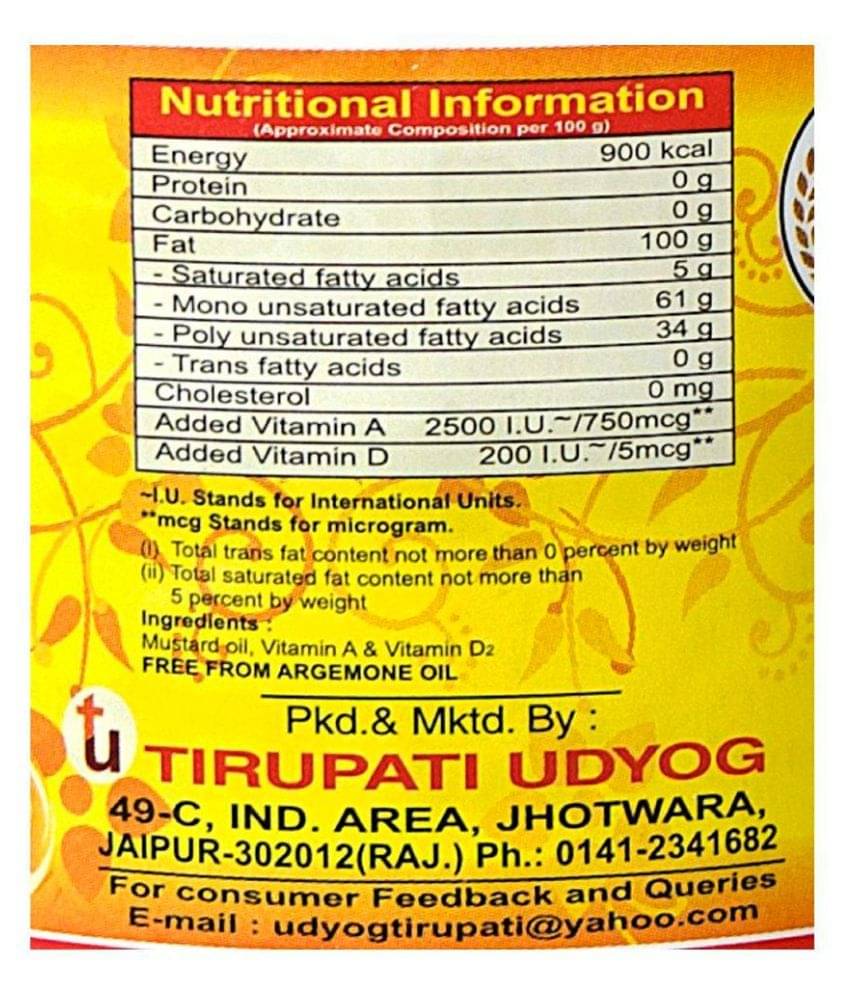 Nutritional Information
(Approximate Composition per 100 g)
Energy 900 kcal
Protein 0 g
Carbohydrate 0 g
Fat 100 g
- Saturated fatty acids 5 g
- Mono unsaturated fatty acids 61 g
- Poly unsaturated fatty acids 34 g
- Trans fatty acids 0 g
Cholesterol 0 mg
Added Vitamin A 2500 I.U.~/750mcg**
Added Vitamin D 200 I.U.~/5mcg**
~I.U. Stands for International Units.
**mcg Stands for microgram.
(i) Total trans fat content not more than 0 percent by weight
(ii) Total saturated fat content not more than
5 percent by weight
Ingredients :
Mustard oil, Vitamin A & Vitamin D2
FREE FROM ARGEMONE OIL
Pkd.& Mktd. By :
tu TIRUPATI UDYOG
49-C, IND. AREA, JHOTWARA,
JAIPUR-302012(RAJ.) Ph.: 0141-2341682
For consumer Feedback and Queries
E-mail : udyogtirupati@yahoo.com